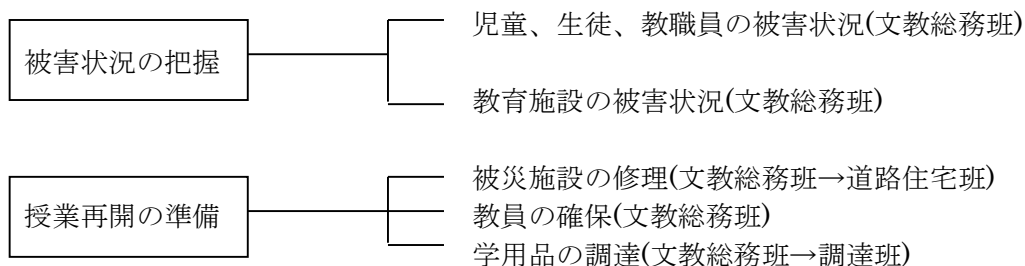 児童、生徒、教職員の被害状況(文教総務班)
被害状況の把握
教育施設の被害状況(文教総務班)
被災施設の修理(文教総務班→道路住宅班)
授業再開の準備
教員の確保(文教総務班)
学用品の調達(文教総務班→調達班)